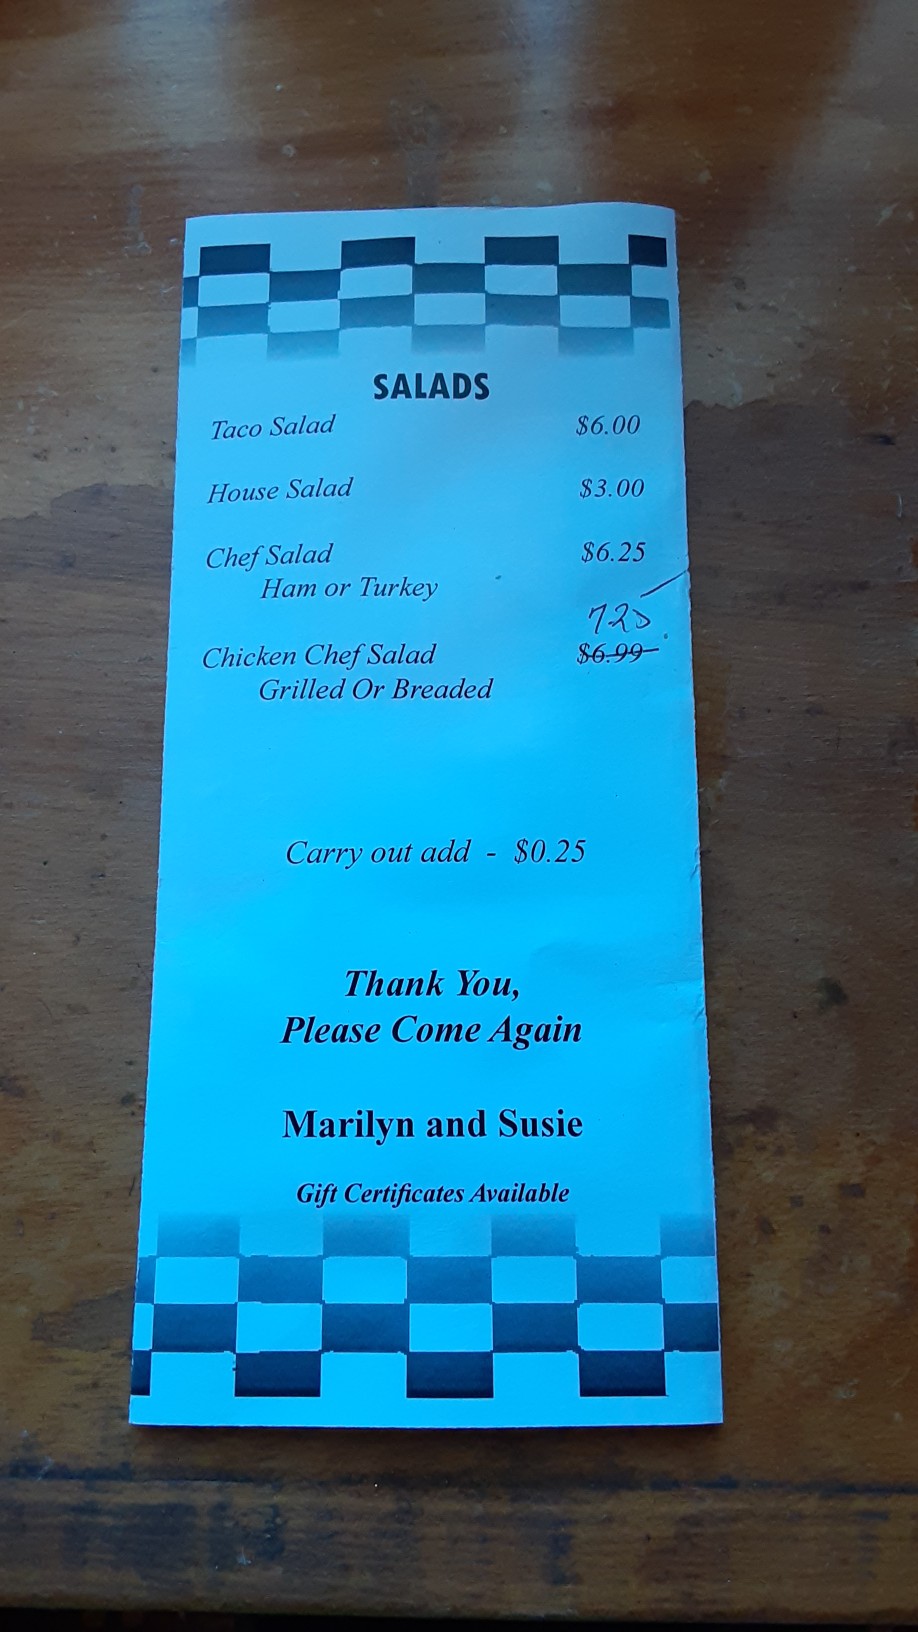 SALADS
Taco Salad $6.00
House Salad $3.00
Chef Salad $6.25
Ham or Turkey
7.20
Chicken Chef Salad $6.99
Grilled Or Breaded
Carry out add - $0.25
Thank You,
Please Come Again
Marilyn and Susie
Gift Certificates Available